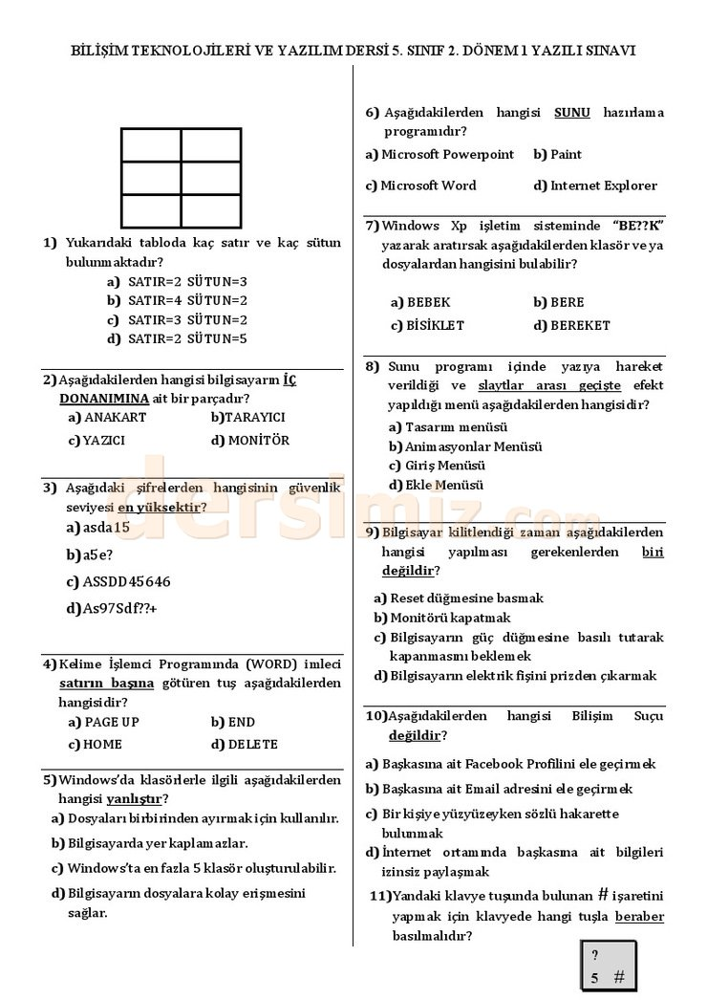 BİLİŞİM TEKNOLOJİLERİ VE YAZILIM DERSİ 5. SINIF 2. DÖNEM 1 YAZILI SINAVI
1) Yukarıdaki tabloda kaç satır ve kaç sütun
bulunmaktadır?
a) SATIR=2 SÜTUN=3
b) SATIR=4 SÜTUN=2
c) SATIR=3 SÜTUN=2
d) SATIR=2 SÜTUN=5
2) Aşağıdakilerden hangisi bilgisayarın İÇ
DONANIMINA ait bir parçadır?
a) ANAKART b)TARAYICI
c) YAZICI d) MONİTÖR
3) Aşağıdaki şifrelerden hangisinin güvenlik
seviyesi en yüksektir?
a) asda15
b) a5e?
c) ASSDD45646
d) As97Sdf??+
4) Kelime İşlemci Programında (WORD) imleci
satırın başına götüren tuş aşağıdakilerden
hangisidir?
a) PAGE UP b) END
c) HOME d) DELETE
5) Windows'da klasörlerle ilgili aşağıdakilerden
hangisi yanlıştır?
a) Dosyaları birbirinden ayırmak için kullanılır.
b) Bilgisayarda yer kaplamazlar.
c) Windows'ta en fazla 5 klasör oluşturulabilir.
d) Bilgisayarın dosyalara kolay erişmesini
sağlar.
6) Aşağıdakilerden hangisi SUNU hazırlama
programıdır?
a) Microsoft Powerpoint b) Paint
c) Microsoft Word d) Internet Explorer
7) Windows Xp işletim sisteminde “BE??K”
yazarak aratırsak aşağıdakilerden klasör ve ya
dosyalardan hangisini bulabilir?
a) BEBEK b) BERE
c) BİSİKLET d) BEREKET
8) Sunu programı içinde yazıya hareket
verildiği ve slaytlar arası geçişte efekt
yapıldığı menü aşağıdakilerden hangisidir?
a) Tasarım menüsü
b) Animasyonlar Menüsü
c) Giriş Menüsü
d) Ekle Menüsü
9) Bilgisayar kilitlendiği zaman aşağıdakilerden
hangisi yapılması gerekenlerden biri
değildir?
a) Reset düğmesine basmak
b) Monitörü kapatmak
c) Bilgisayarın güç düğmesine basılı tutarak
kapanmasını beklemek
d) Bilgisayarın elektrik fişini prizden çıkarmak
10) Aşağıdakilerden hangisi Bilişim Suçu
değildir?
a) Başkasına ait Facebook Profilini ele geçirmek
b) Başkasına ait Email adresini ele geçirmek
c) Bir kişiye yüzyüzeyken sözlü hakarette
bulunmak
d) İnternet ortamında başkasına ait bilgileri
izinsiz paylaşmak
11) Yandaki klavye tuşunda bulunan # işaretini
yapmak için klavyede hangi tuşla beraber
basılmalıdır?
?
5 #
dersimiz.com